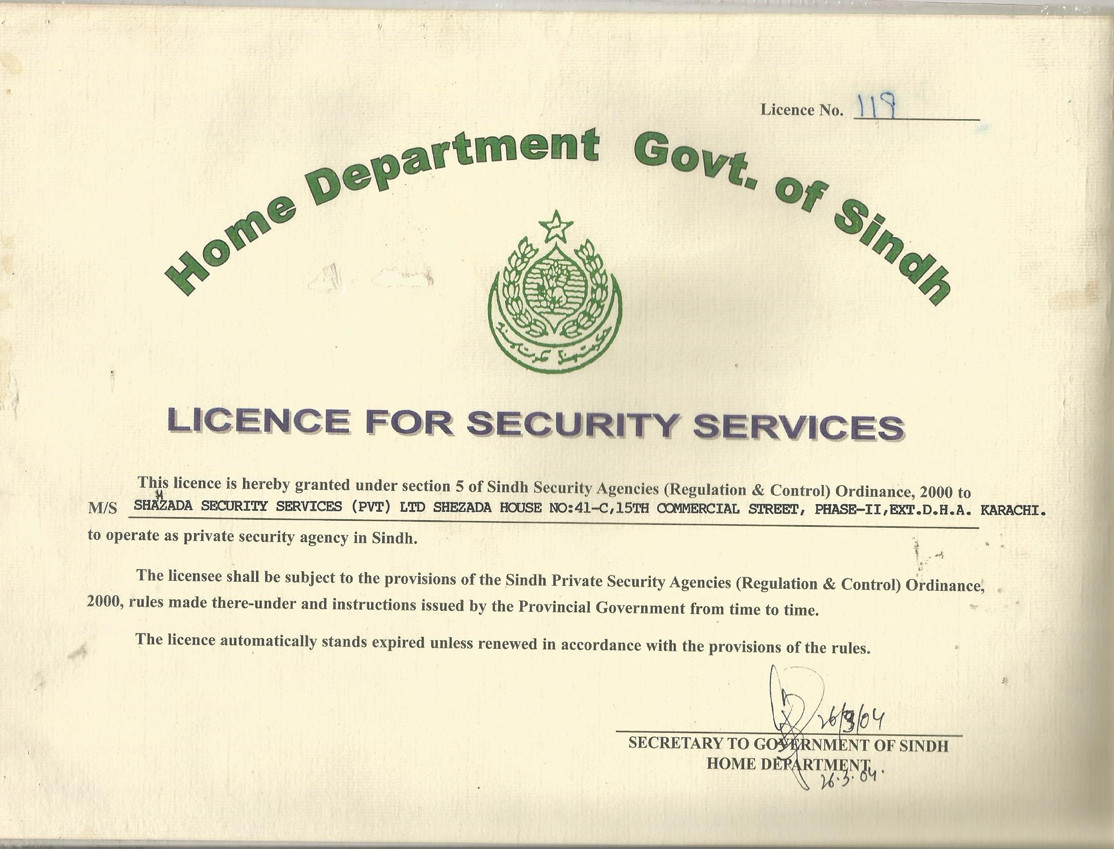 Licence No. 119
Home Department Govt. of Sindh
LICENCE FOR SECURITY SERVICES
This licence is hereby granted under section 5 of Sindh Security Agencies (Regulation & Control) Ordinance, 2000 to
M/S SHAHZADA SECURITY SERVICES (PVT) LTD SHEZADA HOUSE NO:41-C,15TH COMMERCIAL STREET, PHASE-II,EXT.D.H.A. KARACHI.
to operate as private security agency in Sindh.
The licensee shall be subject to the provisions of the Sindh Private Security Agencies (Regulation & Control) Ordinance,
2000, rules made there-under and instructions issued by the Provincial Government from time to time.
The licence automatically stands expired unless renewed in accordance with the provisions of the rules.
26/3/04
SECRETARY TO GOVERNMENT OF SINDH
HOME DEPARTMENT
26.3.04.